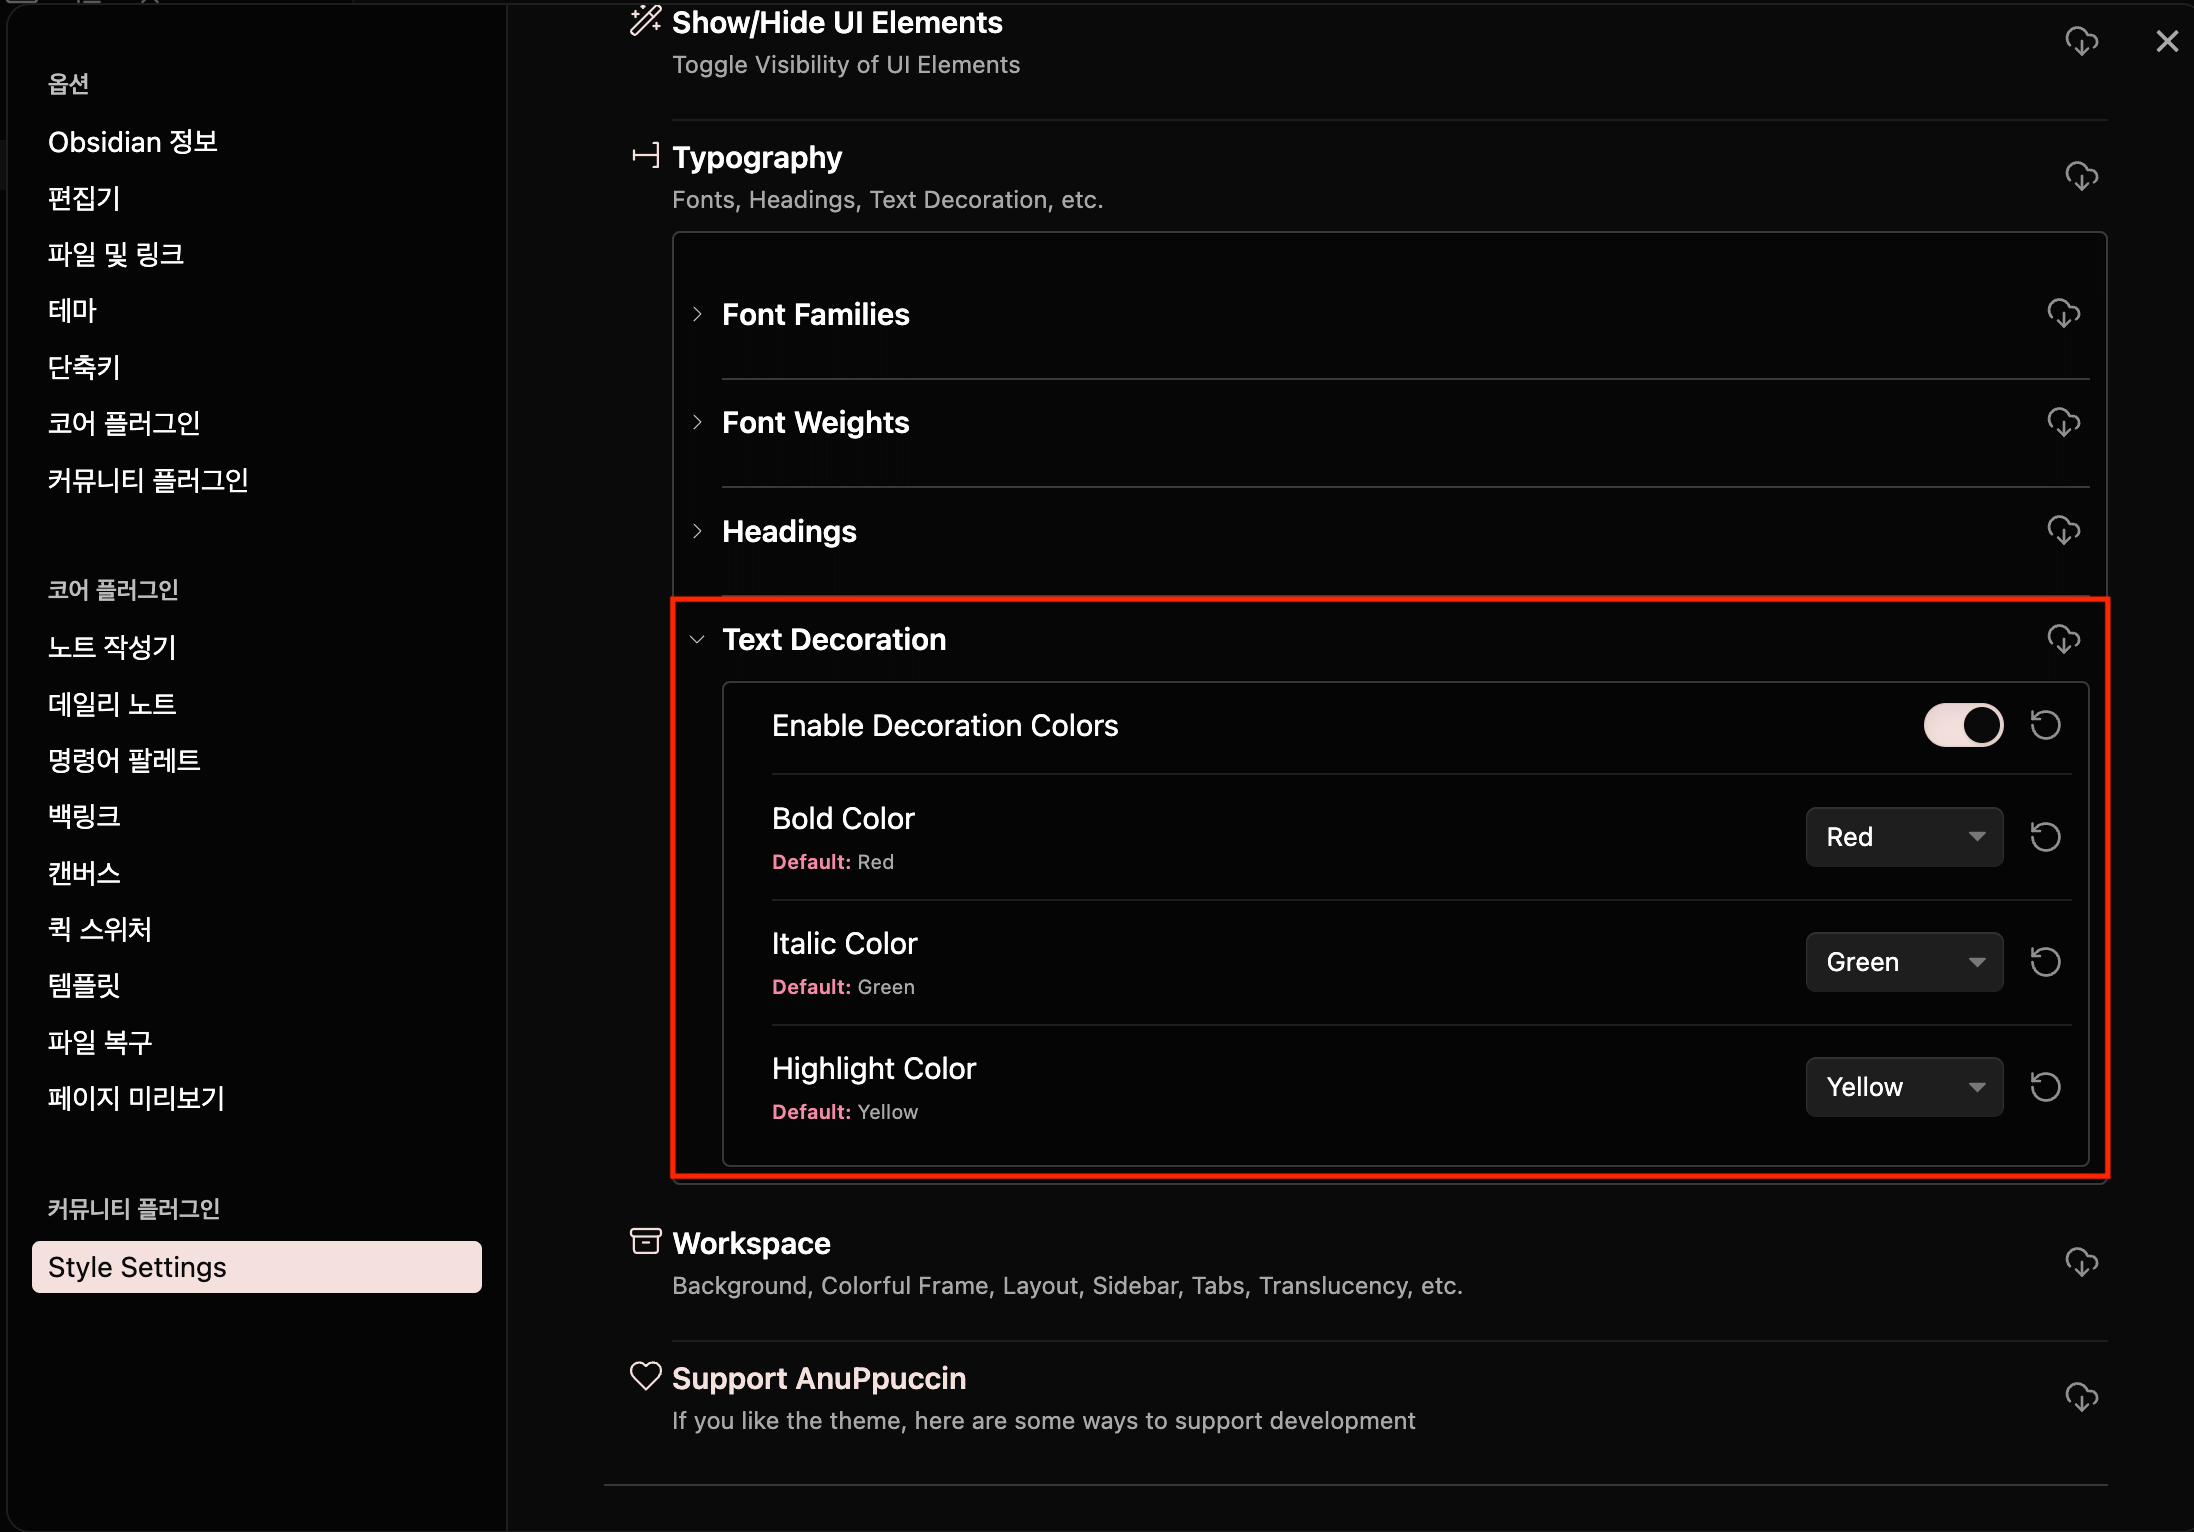 옵션
Obsidian 정보
편집기
파일 및 링크
테마
단축키
코어 플러그인
커뮤니티 플러그인
코어 플러그인
노트 작성기
데일리 노트
명령어 팔레트
백링크
캔버스
퀵 스위처
템플릿
파일 복구
페이지 미리보기
커뮤니티 플러그인
Style Settings
Show/Hide UI Elements
Toggle Visibility of UI Elements
Typography
Fonts, Headings, Text Decoration, etc.
Font Families
Font Weights
Headings
Text Decoration
Enable Decoration Colors
Bold Color
Default: Red
Red
Italic Color
Default: Green
Green
Highlight Color
Default: Yellow
Yellow
Workspace
Background, Colorful Frame, Layout, Sidebar, Tabs, Translucency, etc.
Support AnuPpuccin
If you like the theme, here are some ways to support development